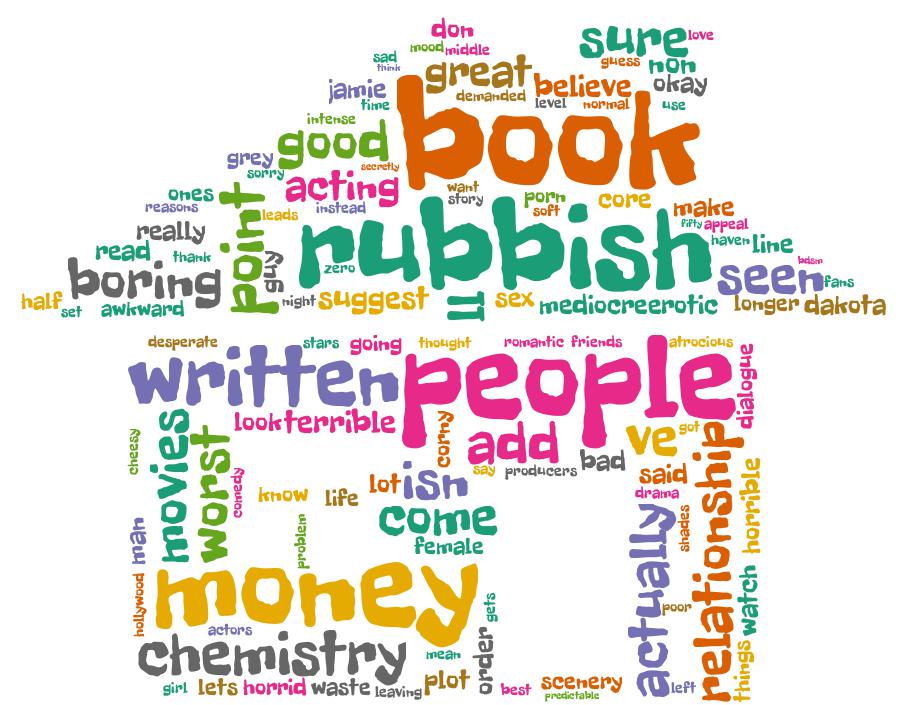 don
sure love
mood middle
sad
guess non
think
great
jamie
believe okay
demanded
time
level normal use
book
intense
good
grey
secretly
sorry
acting
want
ones
story
porn core
reasons
leads instead
soft
make
point
fifty appeal
really
rubbish
haven line
read
thank
guy
zero
bdsm
boring
seen fans
half
set awkward
night suggest
IT
sex mediocreerotic longer dakota
desperate
stars going thought romantic friends atrocious
written people
dialogue
look terrible
corny
add
ve got
cheesy
movies
worst
comedy
say producers bad
said
relationship
horrible
know life lot isn
drama
come
shades
man
problem
female
actually
money
watch
hollywood
gets
poor
actors
chemistry
mean
order
plot
things
girl lets horrid waste leaving
best scenery
predictable
left